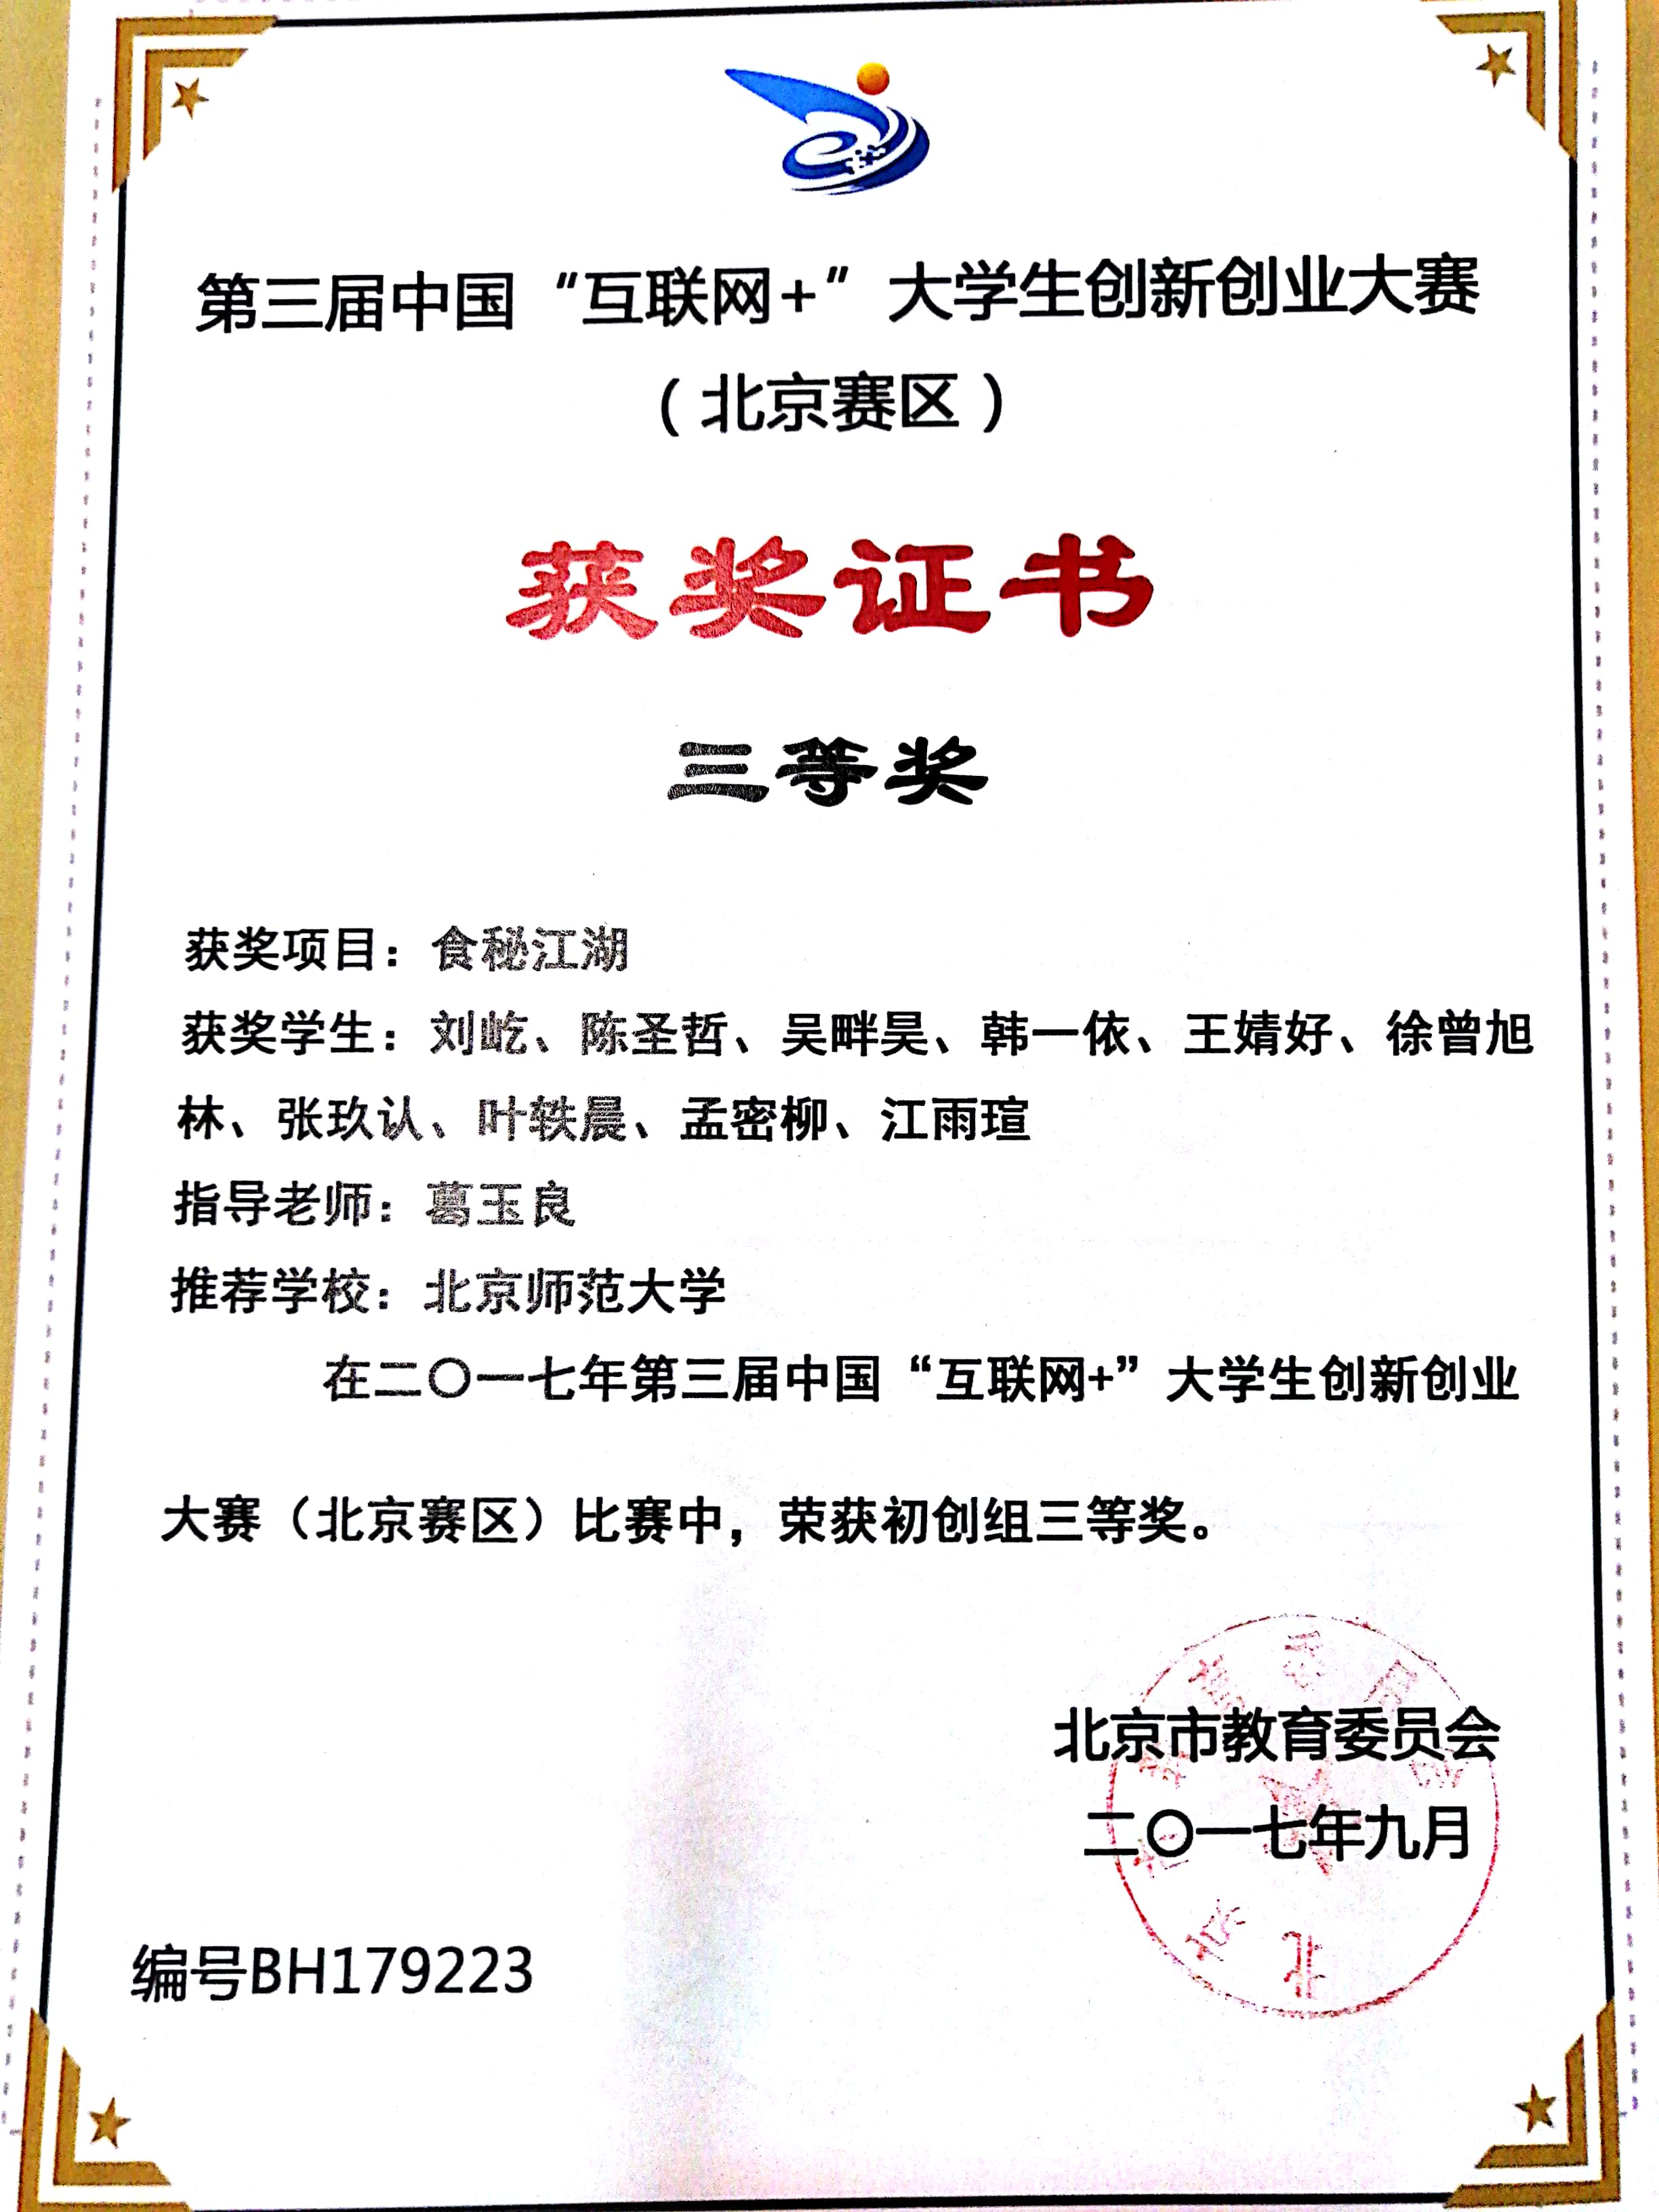 第三届中国“互联网+”大学生创新创业大赛
（北京赛区）
获奖证书
三等奖
获奖项目：食秘江湖
获奖学生：刘屹、陈圣哲、吴畔昊、韩一依、王婧好、徐曾旭
林、张玖认、叶轶晨、孟密柳、江雨瑄
指导老师：葛玉良
推荐学校：北京师范大学
在二〇一七年第三届中国“互联网+”大学生创新创业
大赛（北京赛区）比赛中，荣获初创组三等奖。
北京市教育委员会
二〇一七年九月
编号BH179223